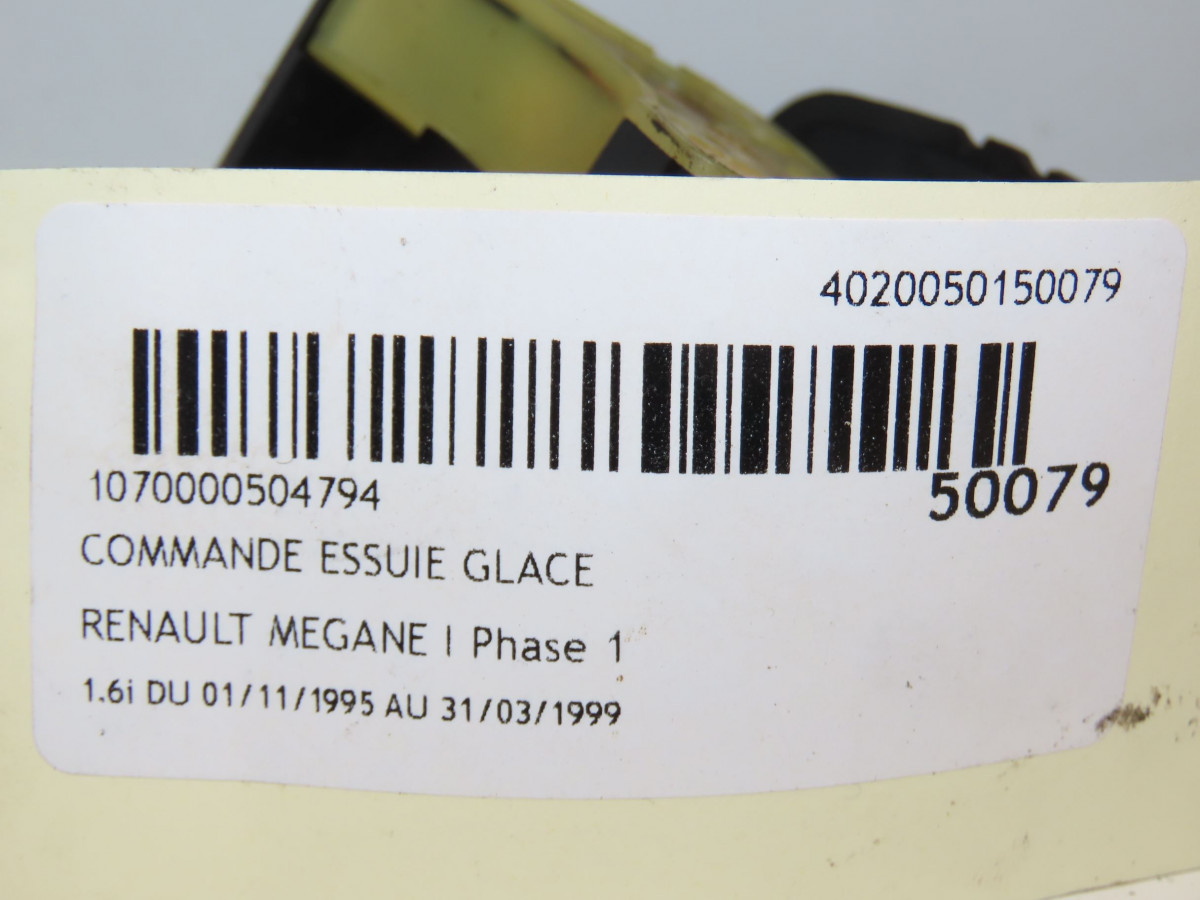 4020050150079
1070000504794
50079
COMMANDE ESSUIE GLACE
RENAULT MEGANE I Phase 1
1.6i DU 01/11/1995 AU 31/03/1999